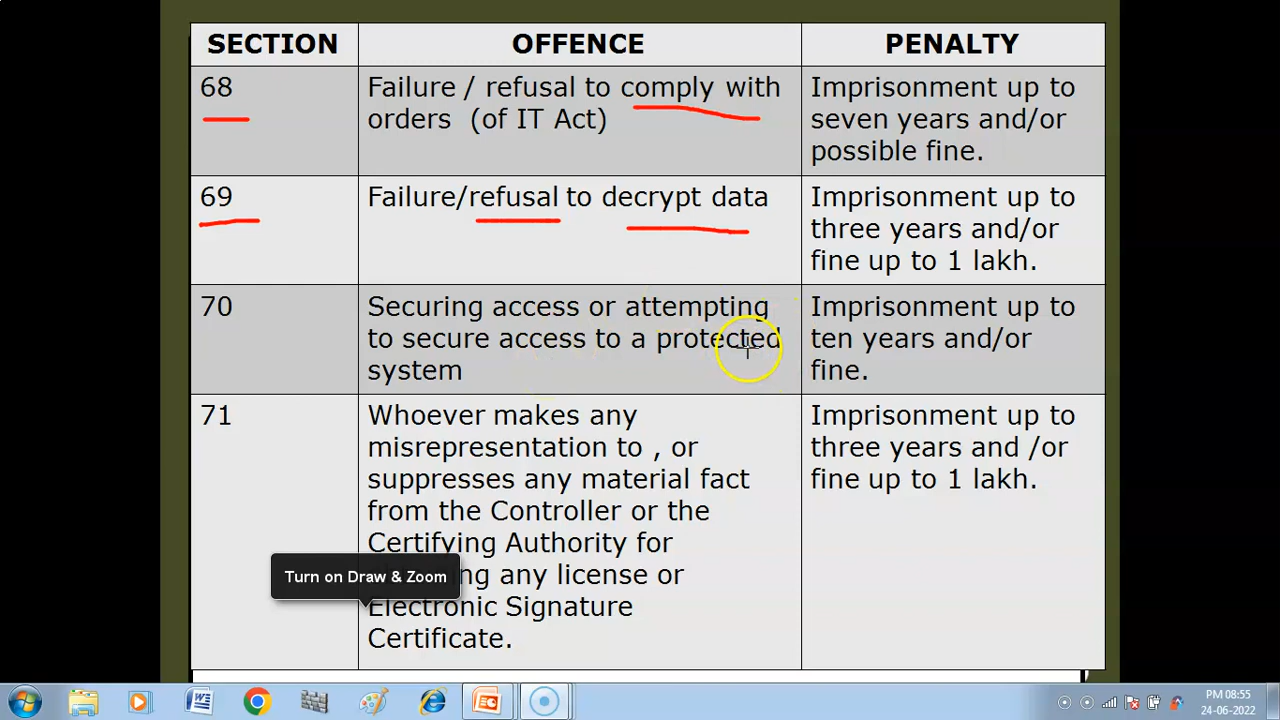 SECTION OFFENCE PENALTY
68 Failure / refusal to comply with Imprisonment up to
orders (of IT Act) seven years and/or
possible fine.
69 Failure/refusal to decrypt data Imprisonment up to
three years and/or
fine up to 1 lakh.
70 Securing access or attempting Imprisonment up to
to secure access to a protected ten years and/or
system fine.
71 Whoever makes any Imprisonment up to
misrepresentation to , or three years and /or
suppresses any material fact fine up to 1 lakh.
from the Controller or the
Certifying Authority for
any license or
Electronic Signature
Certificate.
Turn on Draw & Zoom
PM 08:55
24-06-2022